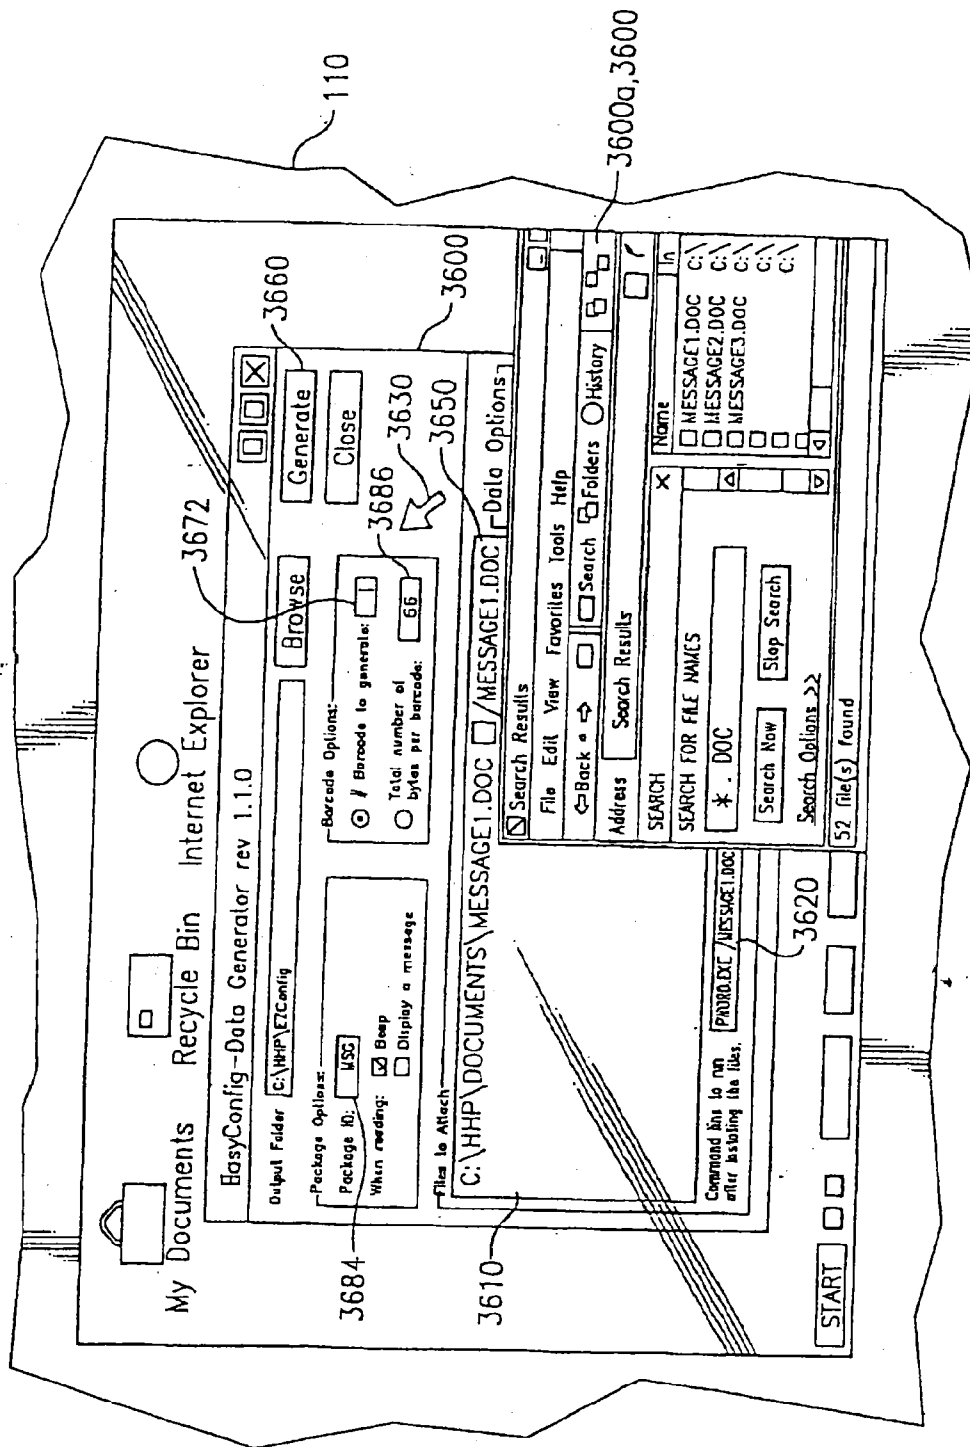 110
My Documents Recycle Bin Internet Explorer
3672
3660
EasyConfig-Data Generator rev 1.1.0
3600
Output Folder C:\HHP\EZConfig Browse Generate
Close
Package Options:
Package ID: MSG
When reading: Beep
Display a message
Barcode Options:
# Barcode to generate: 1
Total number of
bytes per barcode: 66
3630
3686
3650
3684
Files to Attach
C:\HHP\DOCUMENTS\MESSAGE1.DOC /MESSAGE1.DOC
Data Options
3610
Search Results
File Edit View Favorites Tools Help
Back Search Folders History
3600a,3600
Address Search Results
SEARCH X
SEARCH FOR FILE NAMES
*.DOC
Search Now Stop Search
Search Options >>
52 file(s) found
Name In
MESSAGE1.DOC C:\
MESSAGE2.DOC C:\
MESSAGE3.DOC C:\
C:\
C:\
Command line to run
after installing the files.
PWORD.EXE /MESSAGE1.DOC
3620
START